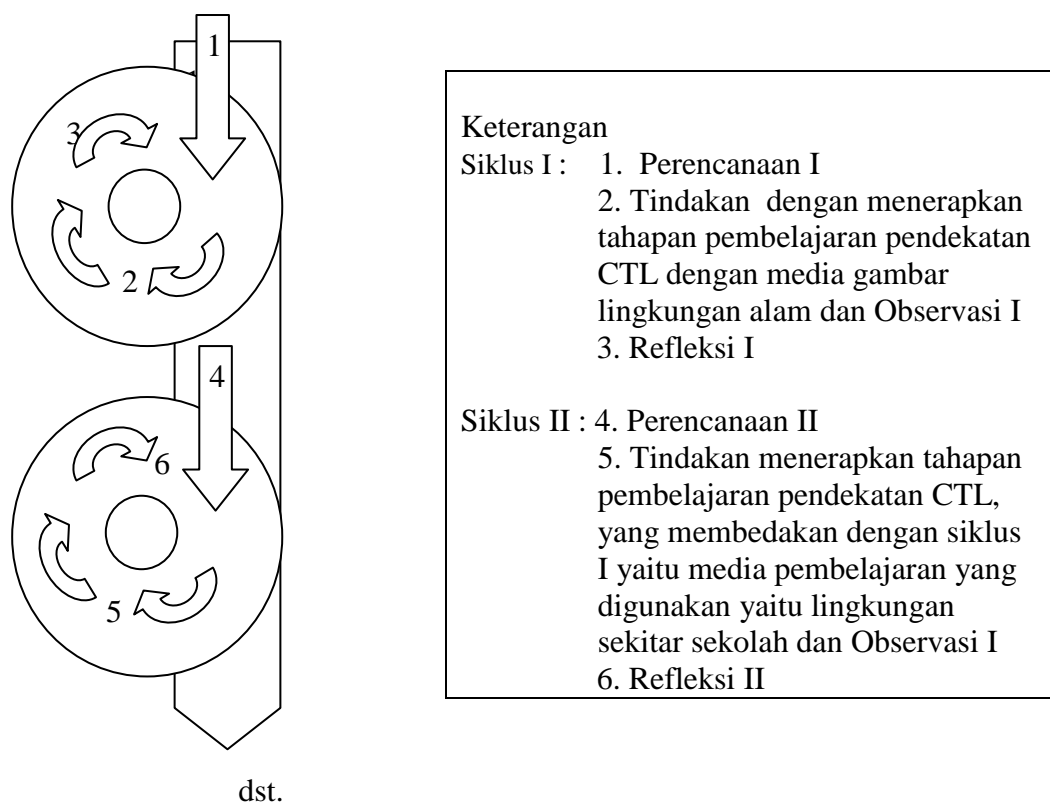 1
3
2
4
6
5
dst.
Keterangan
Siklus I : 1. Perencanaan I
2. Tindakan dengan menerapkan
tahapan pembelajaran pendekatan
CTL dengan media gambar
lingkungan alam dan Observasi I
3. Refleksi I
Siklus II : 4. Perencanaan II
5. Tindakan menerapkan tahapan
pembelajaran pendekatan CTL,
yang membedakan dengan siklus
I yaitu media pembelajaran yang
digunakan yaitu lingkungan
sekitar sekolah dan Observasi I
6. Refleksi II